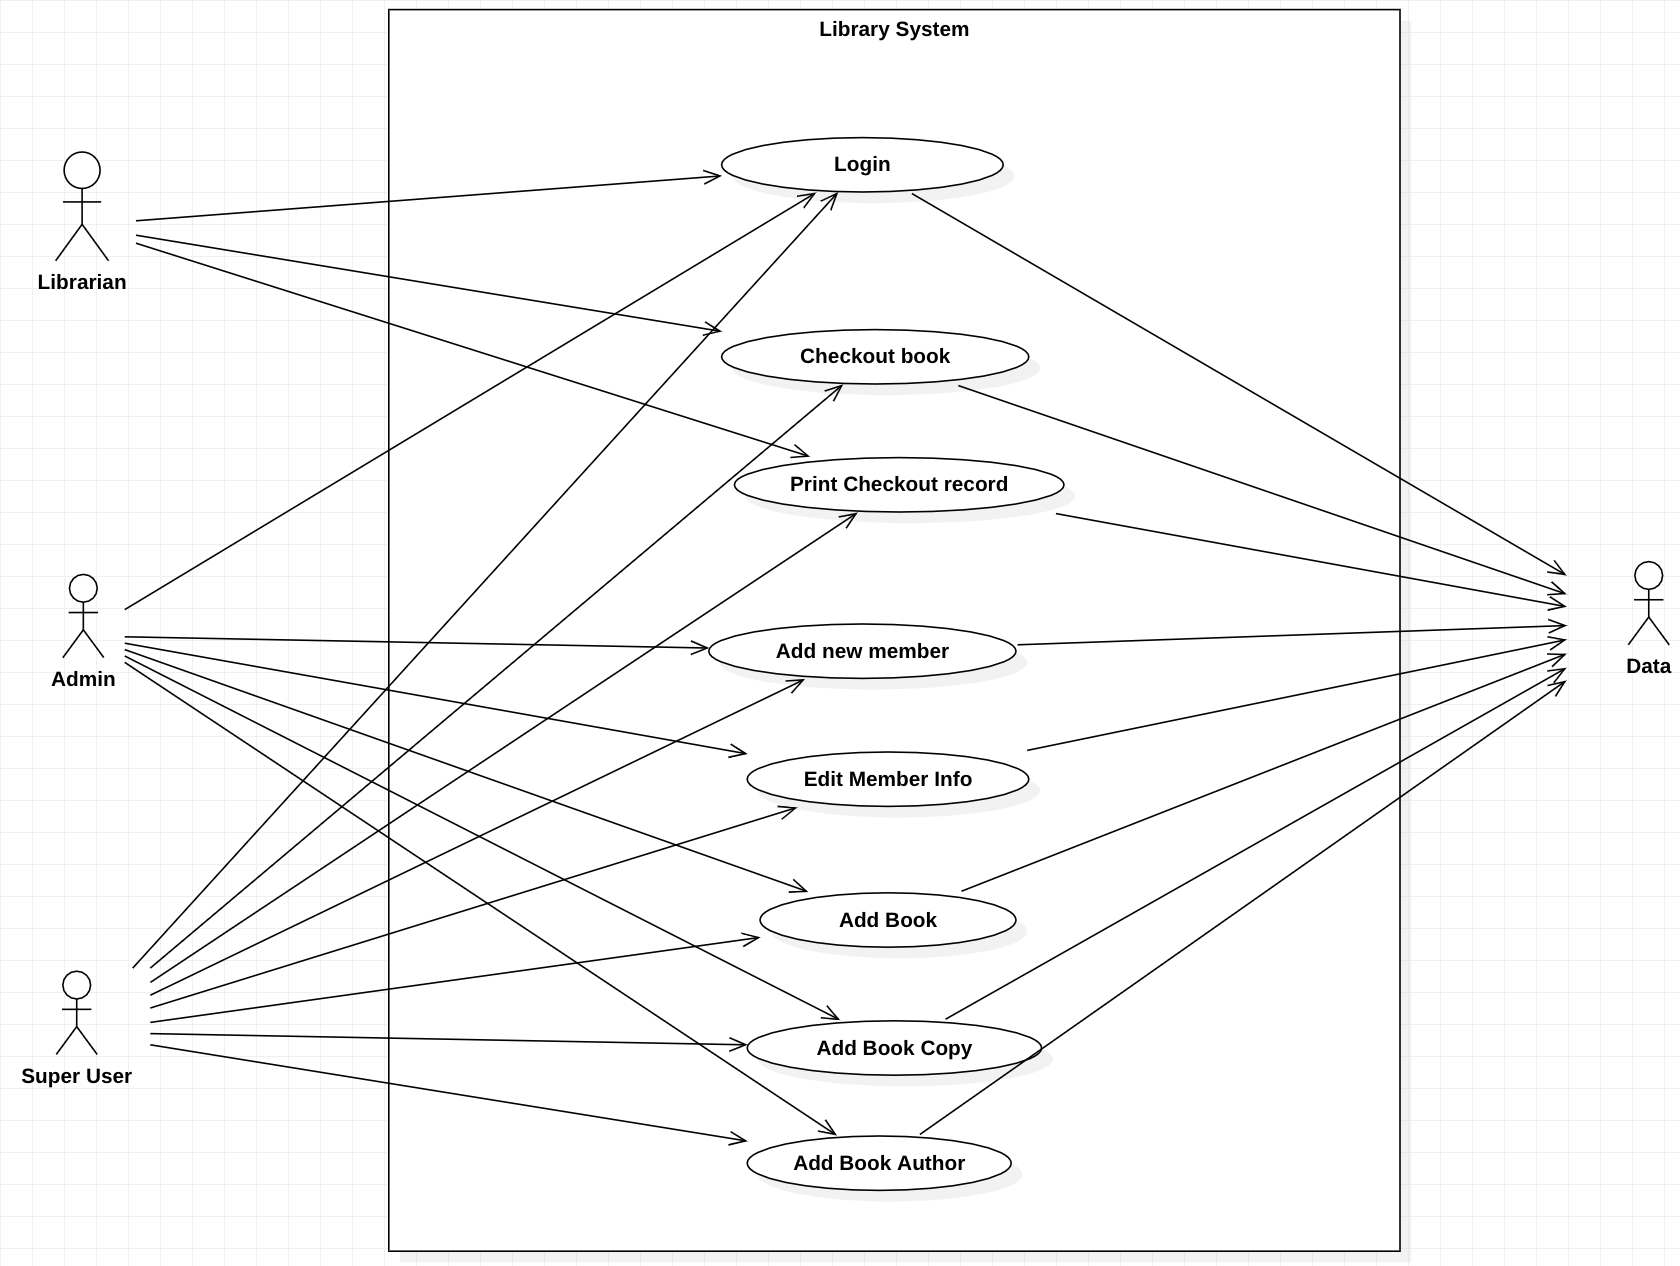 Library System
Login
Librarian
Checkout book
Print Checkout record
Add new member
Data
Admin
Edit Member Info
Add Book
Add Book Copy
Super User
Add Book Author